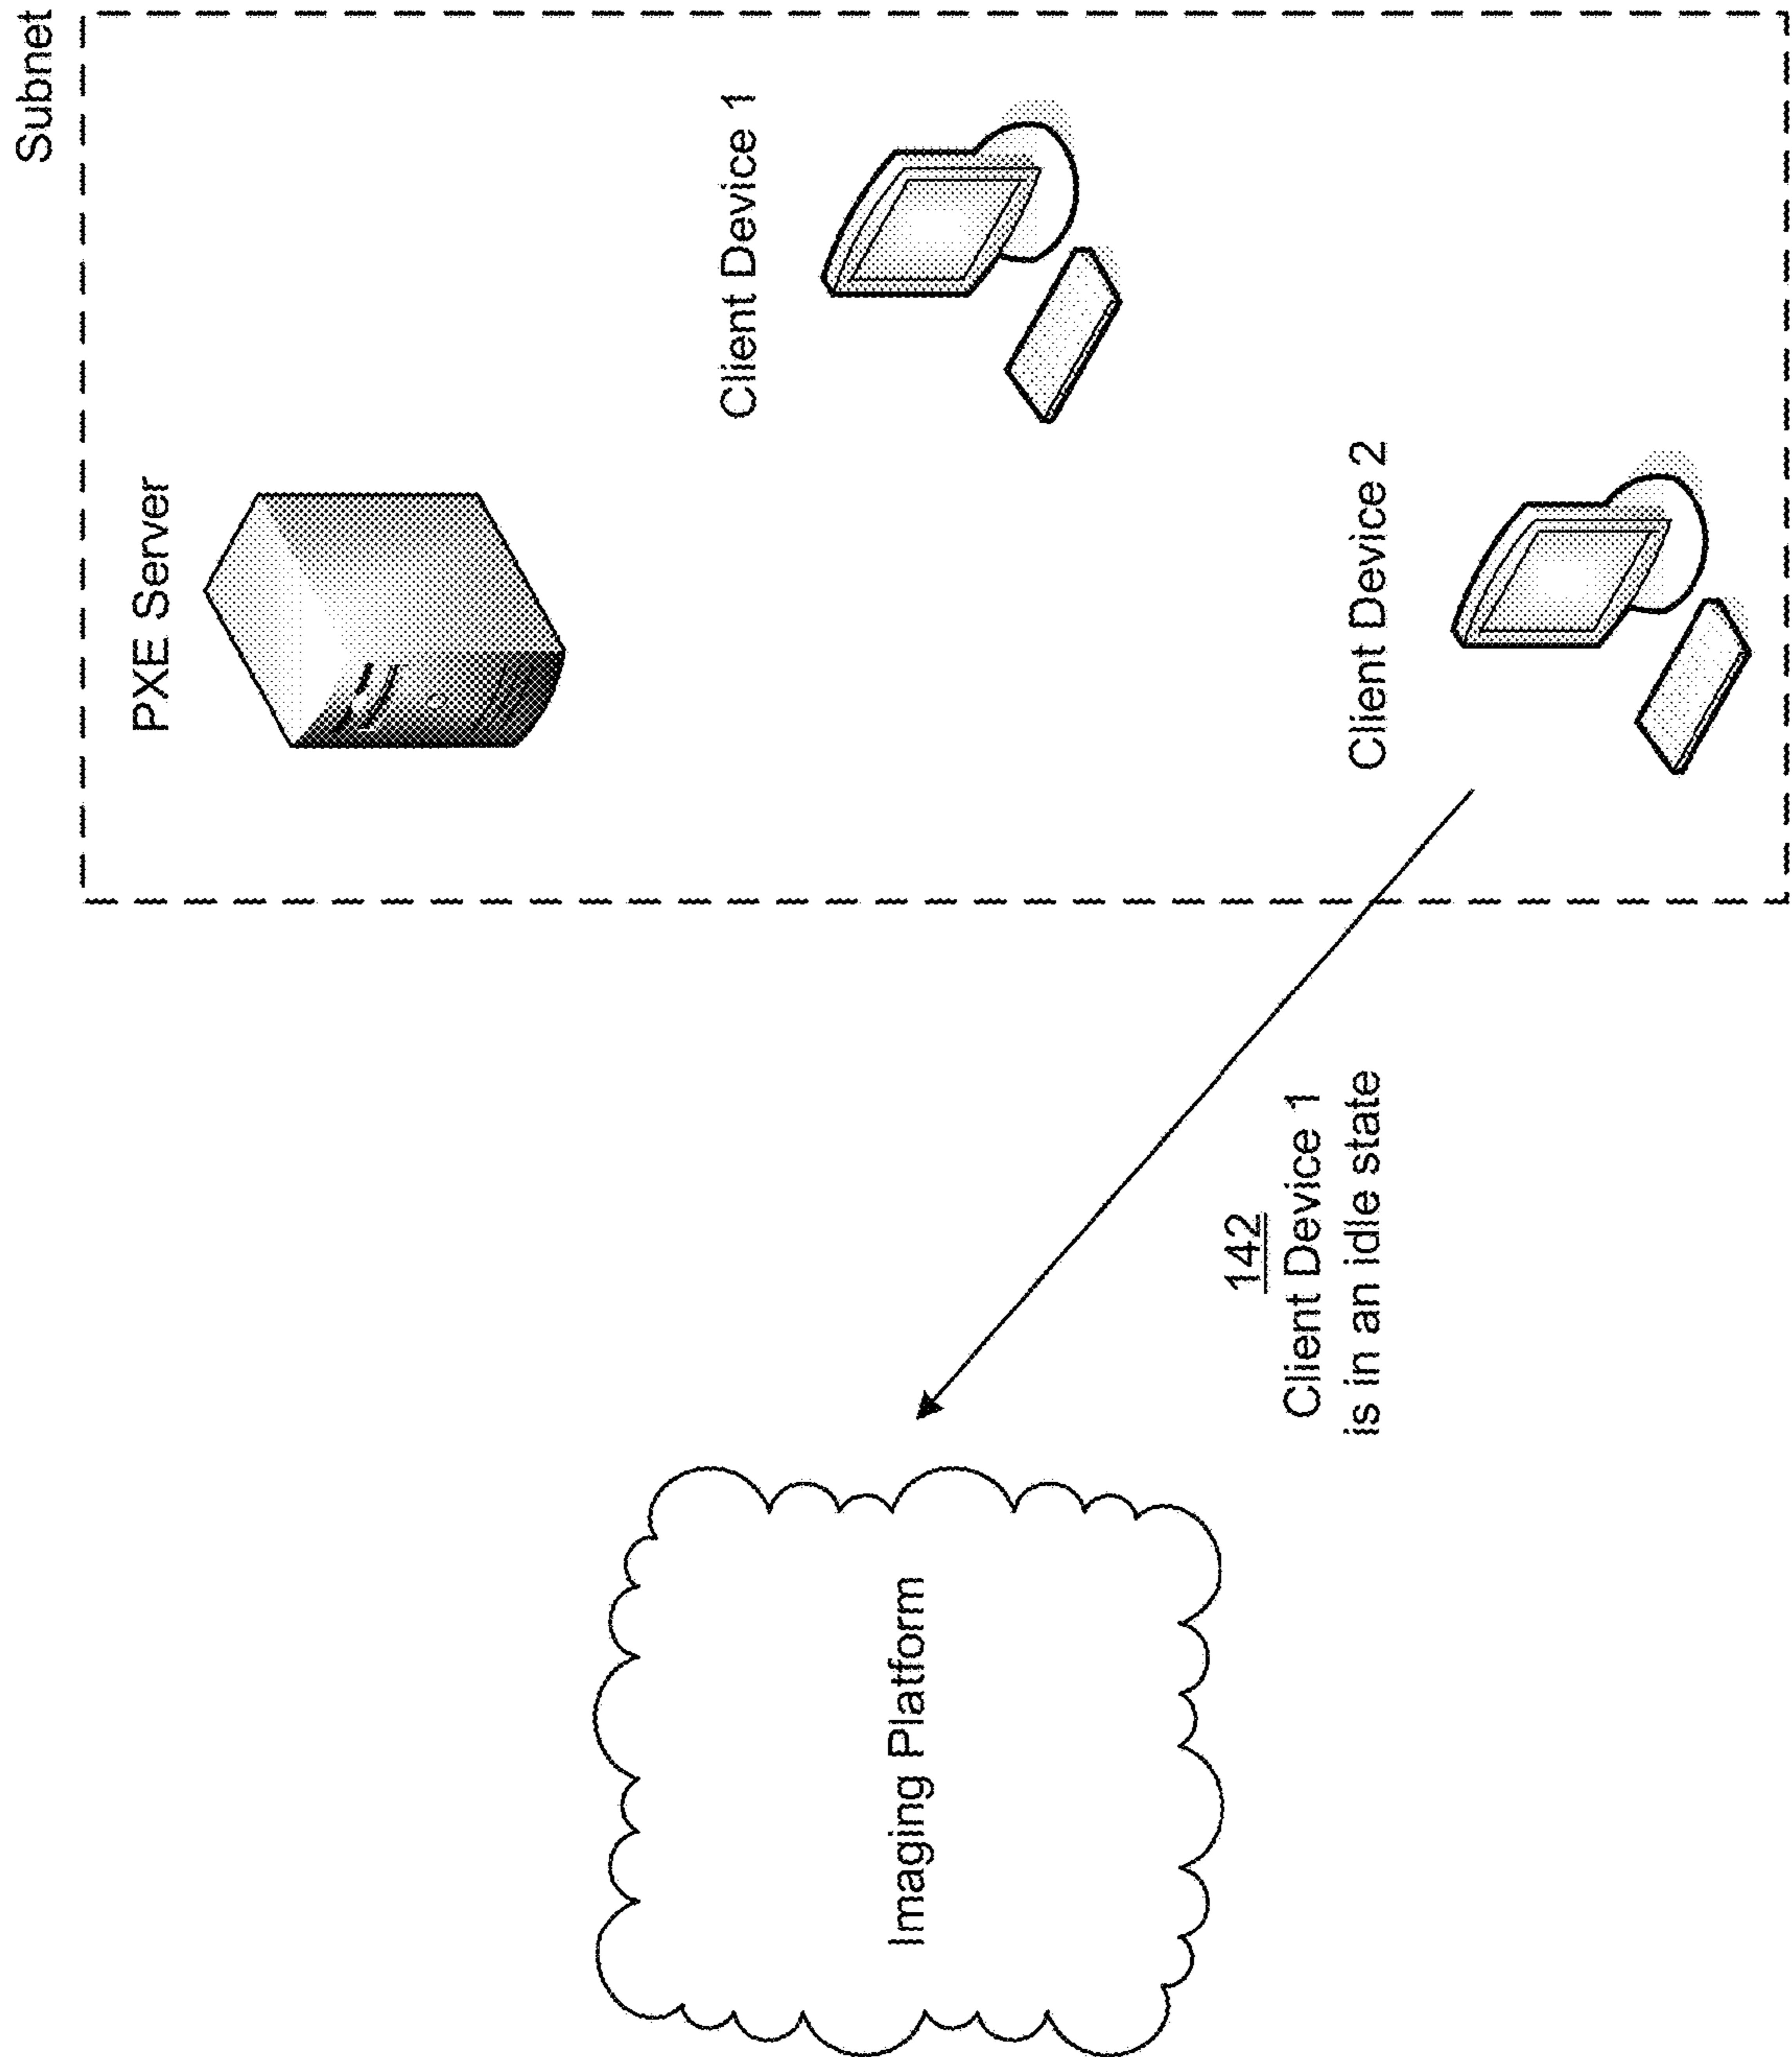 Subnet
PXE Server
Client Device 1
Client Device 2
142
Client Device 1
is in an idle state
Imaging Platform